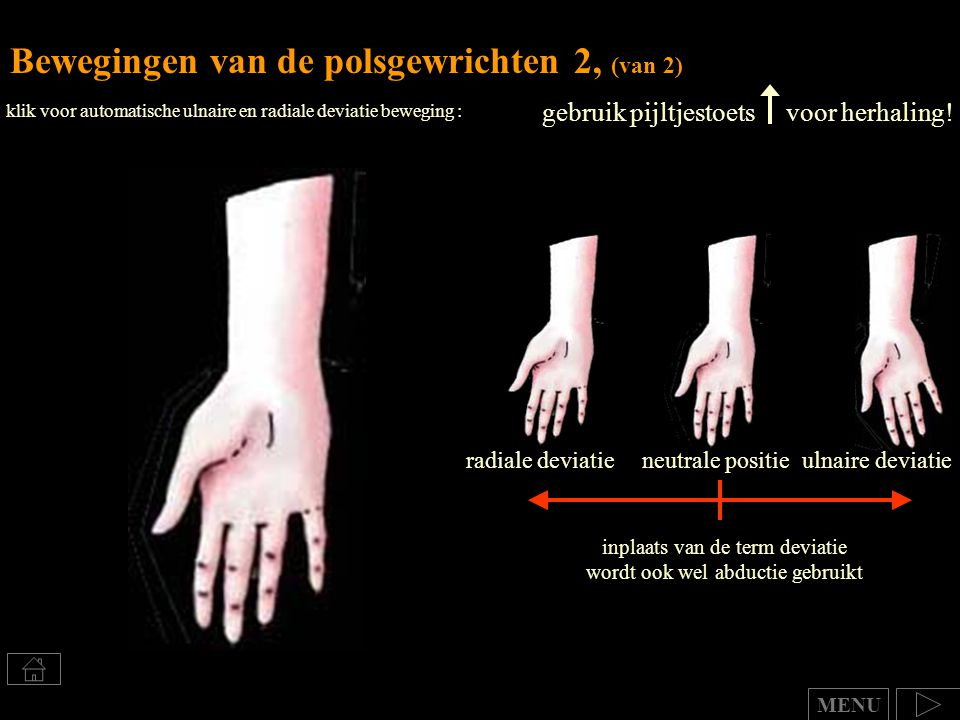 Bewegingen van de polsgewrichten 2, (van 2)
klik voor automatische ulnaire en radiale deviatie beweging :
gebruik pijltjestoets voor herhaling!
radiale deviatie neutrale positie ulnaire deviatie
inplaats van de term deviatie
wordt ook wel abductie gebruikt
MENU